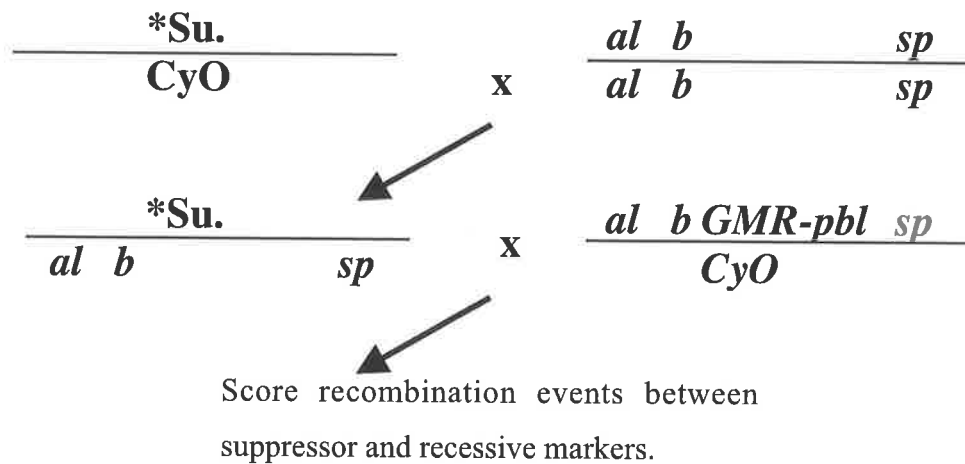 *Su.
CyO
x
al b sp
al b sp
*Su.
al b sp
x
al b GMR-pbl sp
CyO
Score recombination events between
suppressor and recessive markers.